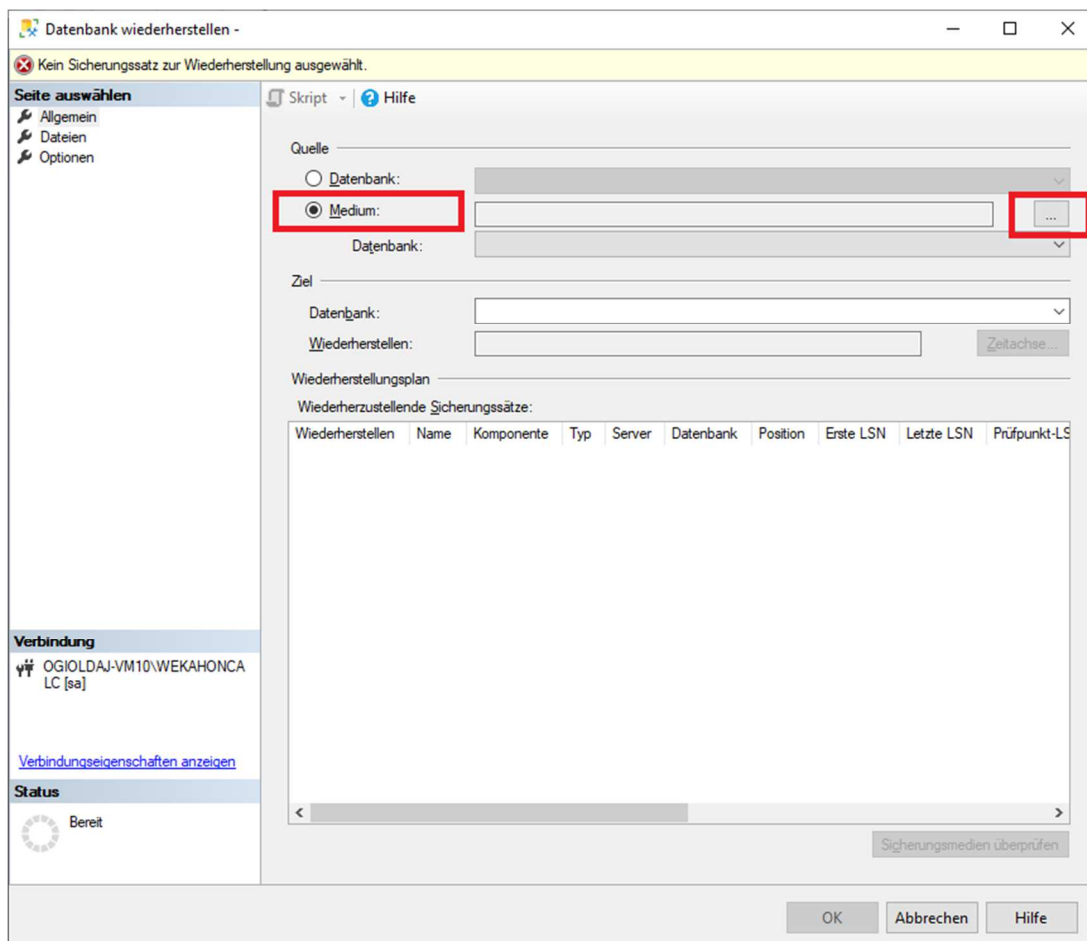 Datenbank wiederherstellen -
Kein Sicherungssatz zur Wiederherstellung ausgewählt.
Seite auswählen
Allgemein
Dateien
Optionen
Skript
Hilfe
Quelle
Datenbank:
Medium:
...
Datenbank:
Ziel
Datenbank:
Wiederherstellen:
Zeitachse...
Wiederherstellungsplan
Wiederherzustellende Sicherungssätze:
Wiederherstellen Name Komponente Typ Server Datenbank Position Erste LSN Letzte LSN Prüfpunkt-LS
Verbindung
OGIOLDAJ-VM10\WEKAHONCA
LC [sa]
Verbindungseigenschaften anzeigen
Status
Bereit
Sicherungsmedien überprüfen
OK Abbrechen Hilfe